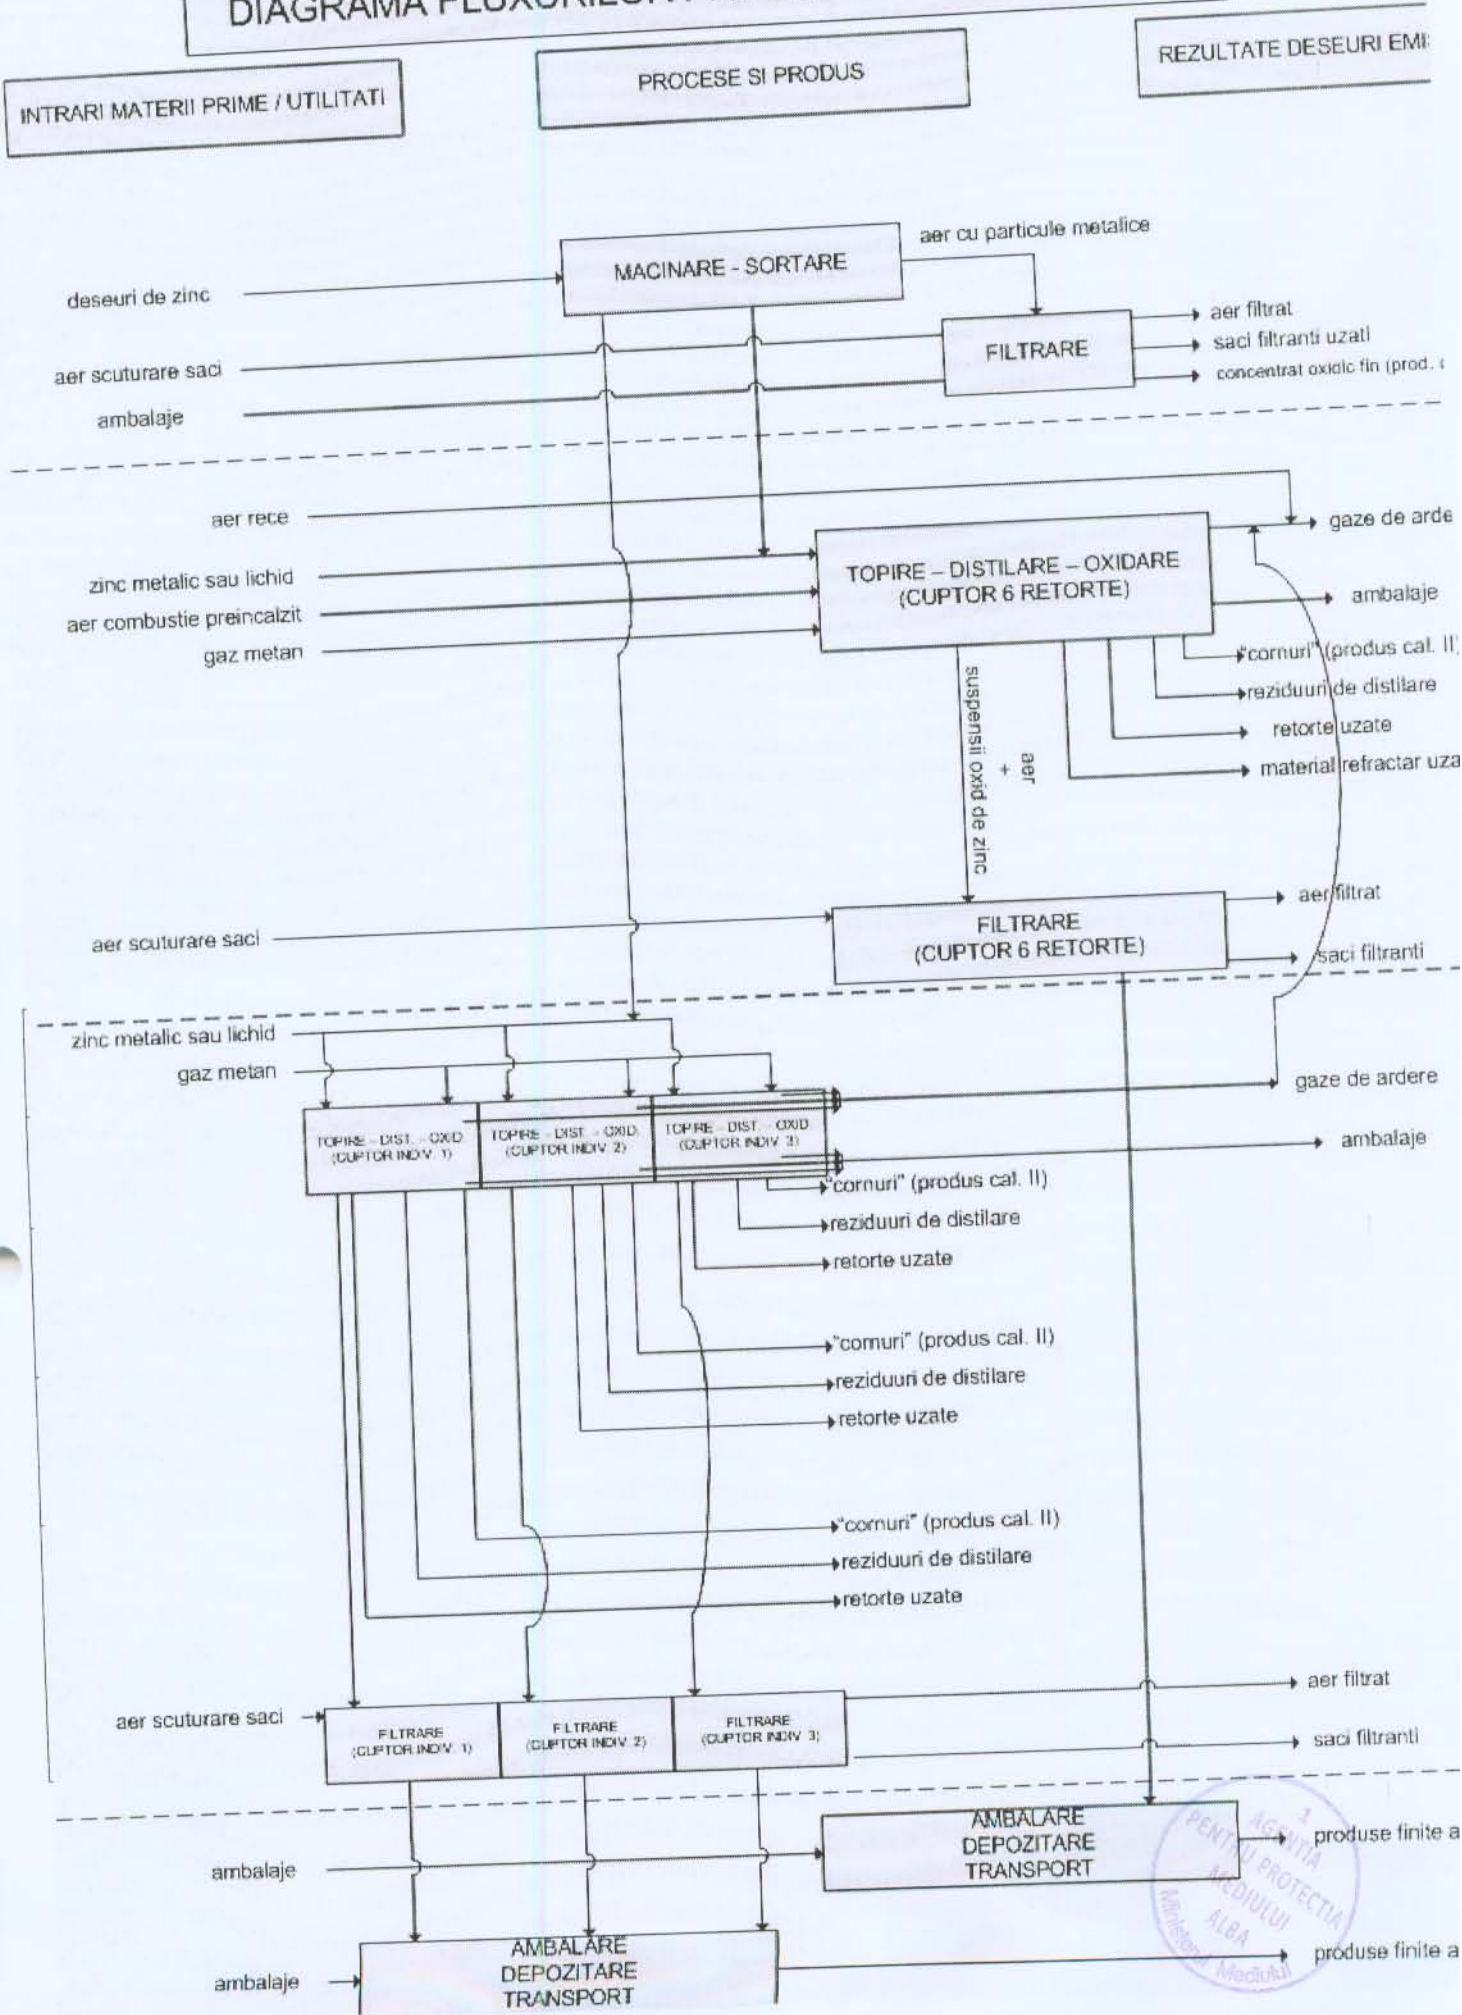 DIAGRAMA FLUXURILOR
INTRARI MATERII PRIME / UTILITATI
PROCESE SI PRODUS
REZULTATE DESEURI EMI
deseuri de zinc
MACINARE - SORTARE
aer cu particule metalice
aer scuturare saci
ambalaje
FILTRARE
aer filtrat
saci filtranti uzati
concentrat oxidic fin (prod.
aer rece
zinc metalic sau lichid
aer combustie preincalzit
gaz metan
TOPIRE – DISTILARE – OXIDARE
(CUPTOR 6 RETORTE)
gaze de arde
ambalaje
"cornuri" (produs cal. II)
reziduuri de distilare
retorte uzate
material refractar uza
suspensii oxid de zinc
+
aer
aer scuturare saci
FILTRARE
(CUPTOR 6 RETORTE)
aer filtrat
saci filtranti
zinc metalic sau lichid
gaz metan
TOPIRE - DIST. - OXID.
(CUPTOR INDIV. 1)
TOPIRE - DIST. - OXID.
(CUPTOR INDIV. 2)
TOPIRE - DIST. - OXID
(CUPTOR INDIV. 3)
gaze de ardere
ambalaje
"cornuri" (produs cal. II)
reziduuri de distilare
retorte uzate
"cornuri" (produs cal. II)
reziduuri de distilare
retorte uzate
"cornuri" (produs cal. II)
reziduuri de distilare
retorte uzate
aer scuturare saci
FILTRARE
(CUPTOR INDIV. 1)
FILTRARE
(CUPTOR INDIV. 2)
FILTRARE
(CUPTOR INDIV. 3)
aer filtrat
saci filtranti
ambalaje
AMBALARE
DEPOZITARE
TRANSPORT
produse finite a
ambalaje
AMBALARE
DEPOZITARE
TRANSPORT
produse finite a
1
AGENTIA
PENTRU PROTECTIA
MEDIULUI
ALBA
Ministerul Mediului